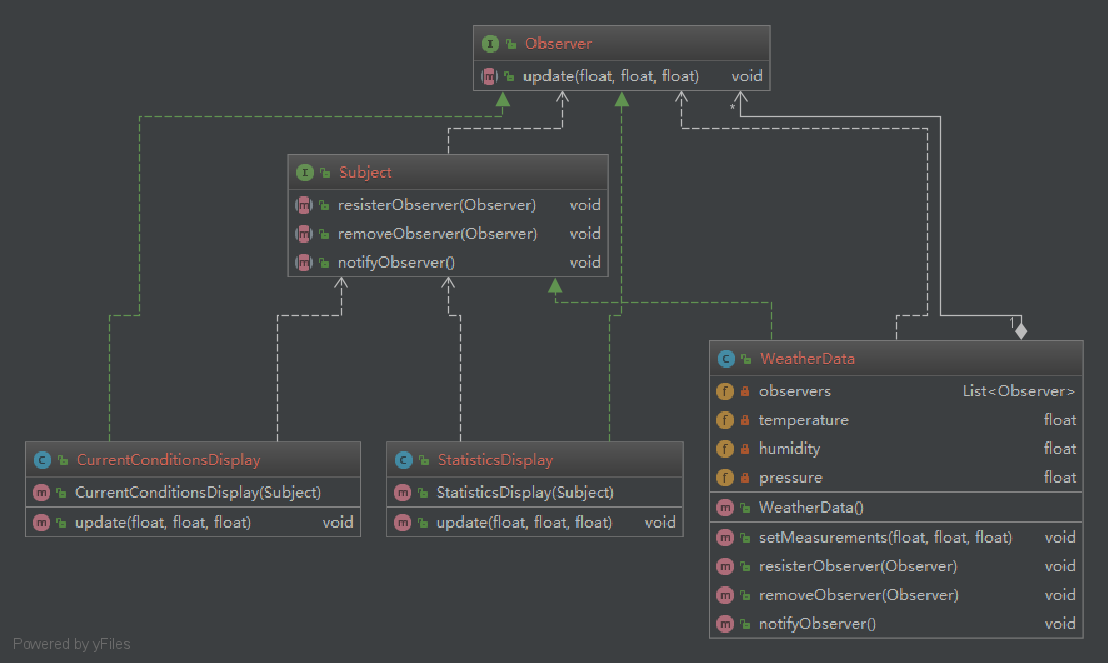 Observer
update(float, float, float) void
*
Subject
resisterObserver(Observer) void
removeObserver(Observer) void
notifyObserver() void
1
WeatherData
observers List<Observer>
temperature float
humidity float
pressure float
WeatherData()
setMeasurements(float, float, float) void
resisterObserver(Observer) void
removeObserver(Observer) void
notifyObserver() void
CurrentConditionsDisplay
CurrentConditionsDisplay(Subject)
update(float, float, float) void
StatisticsDisplay
StatisticsDisplay(Subject)
update(float, float, float) void
Powered by yFiles